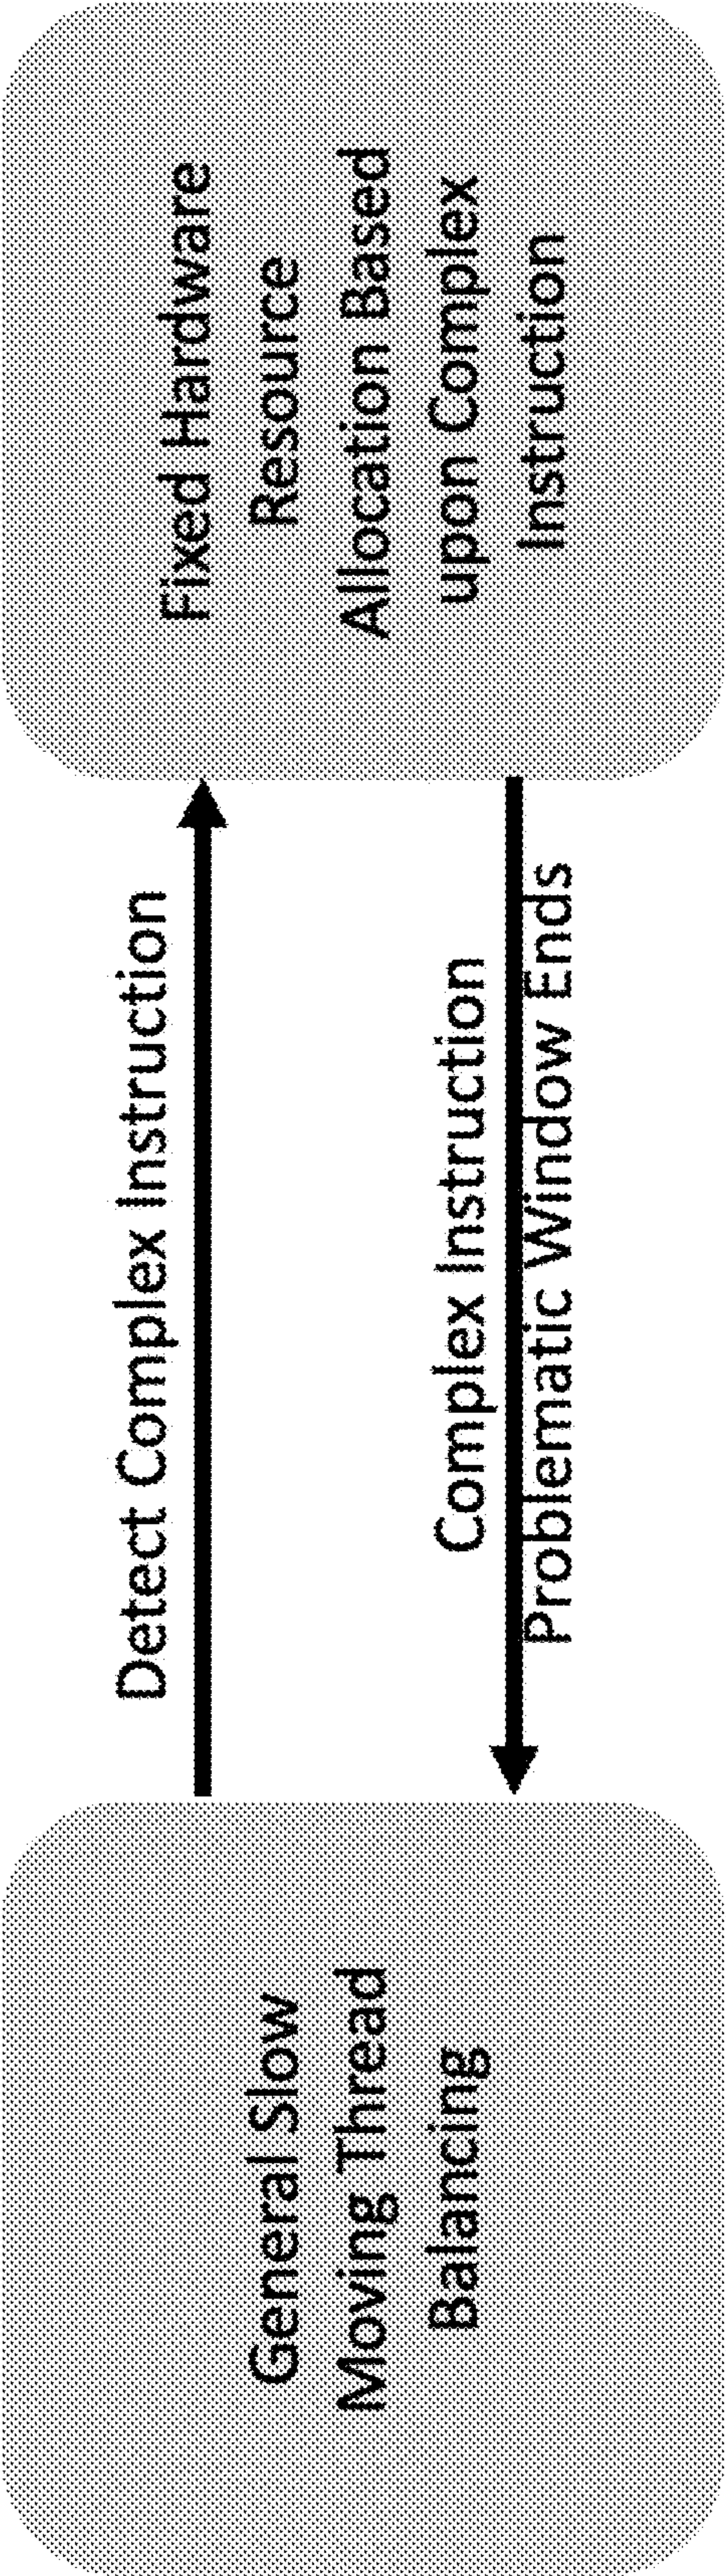 General Slow
Moving Thread
Balancing
Detect Complex Instruction
Complex Instruction
Problematic Window Ends
Fixed Hardware
Resource
Allocation Based
upon Complex
Instruction